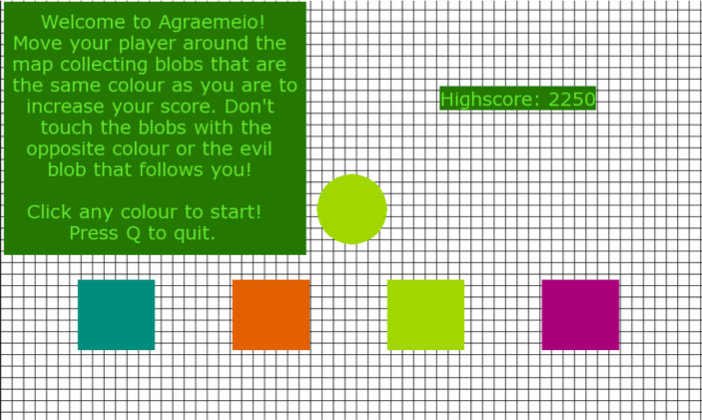 Welcome to Agraemeio!
Move your player around the
map collecting blobs that are
the same colour as you are to
increase your score. Don't
touch the blobs with the
opposite colour or the evil
blob that follows you!
Click any colour to start!
Press Q to quit.
Highscore: 2250